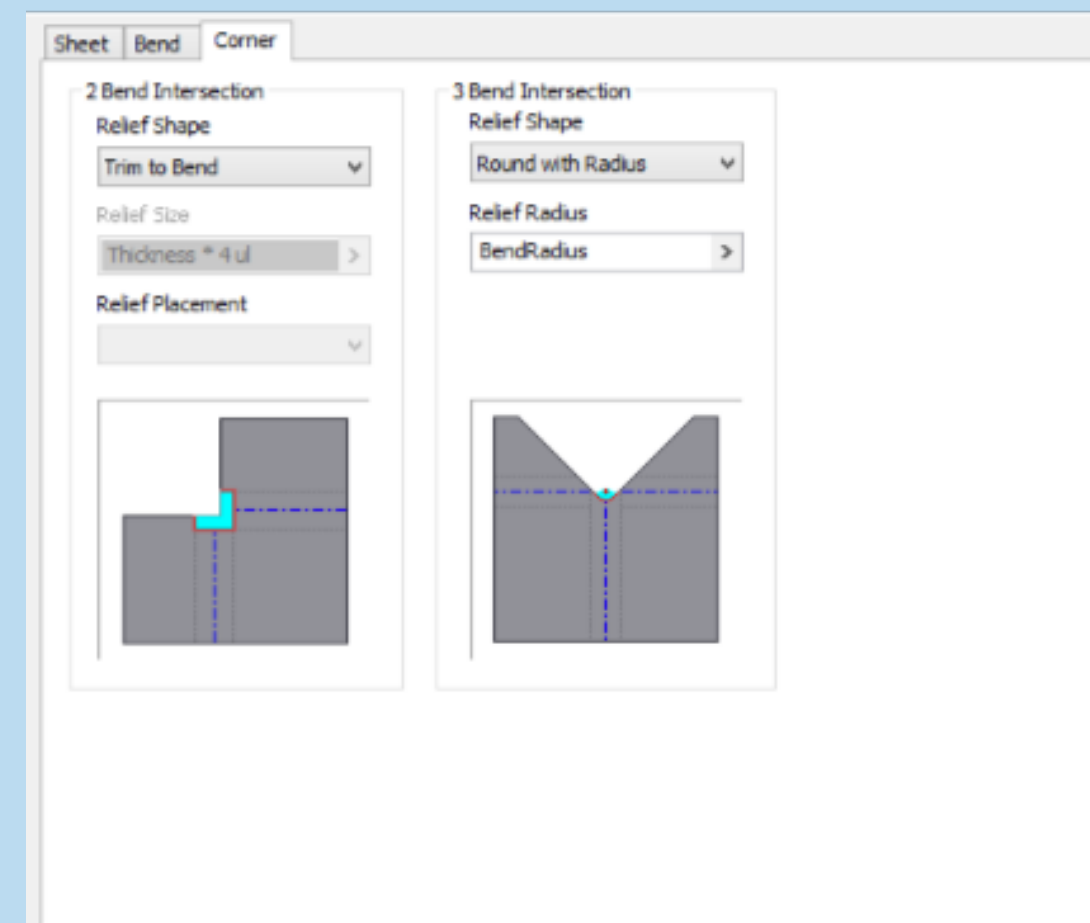 Sheet Bend Corner
2 Bend Intersection
Relief Shape
Trim to Bend
Relief Size
Thickness * 4 ul
Relief Placement
3 Bend Intersection
Relief Shape
Round with Radius
Relief Radius
BendRadius